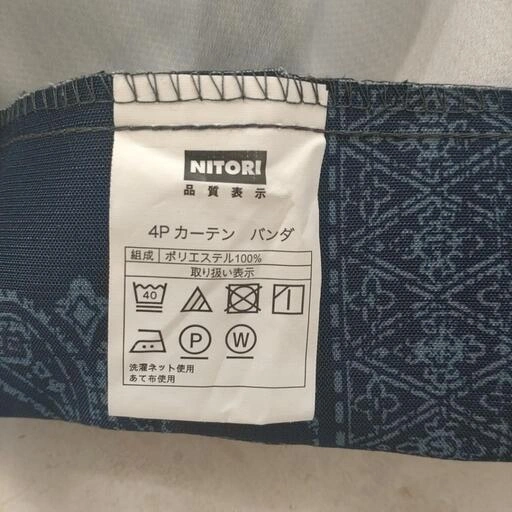 NITORI
品質表示
4P カーテン バンダ
組成 ポリエステル100%
取り扱い表示
40
P W
洗濯ネット使用
あて布使用